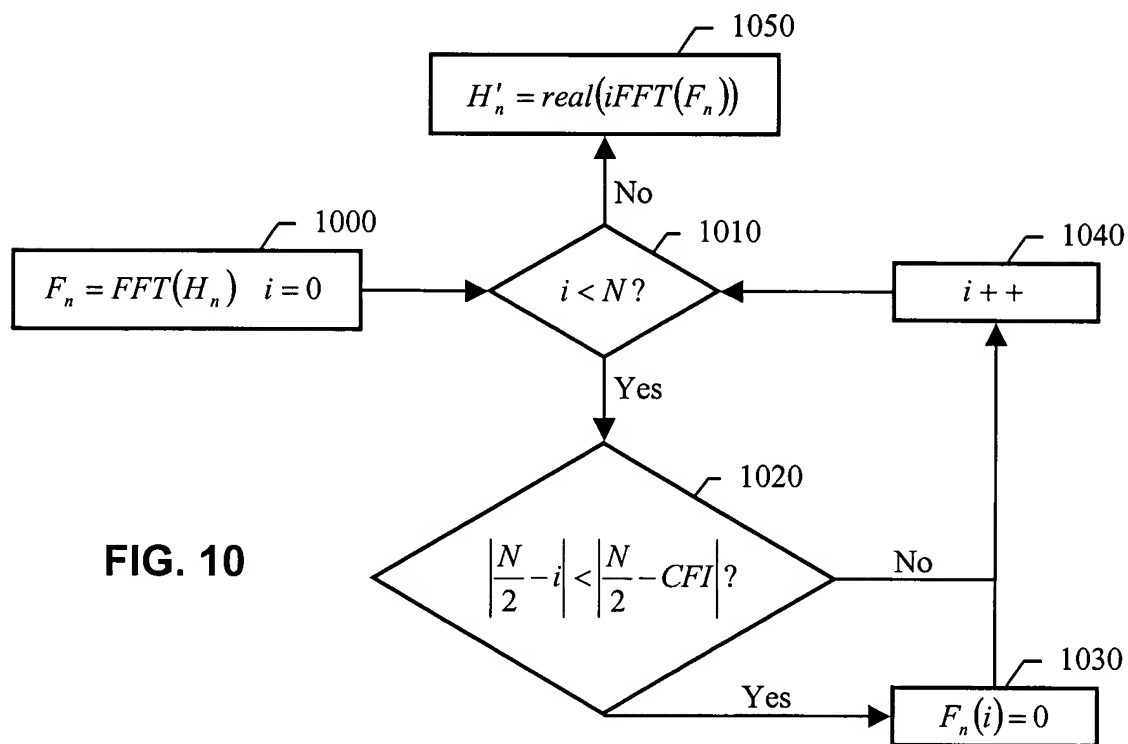 1050
H'_n = real(iFFT(F_n))
No
1000
1010
1040
F_n = FFT(H_n) i = 0
i < N?
i + +
Yes
1020
FIG. 10
|N/2 − i| < |N/2 − CFI|?
No
1030
Yes
F_n(i) = 0